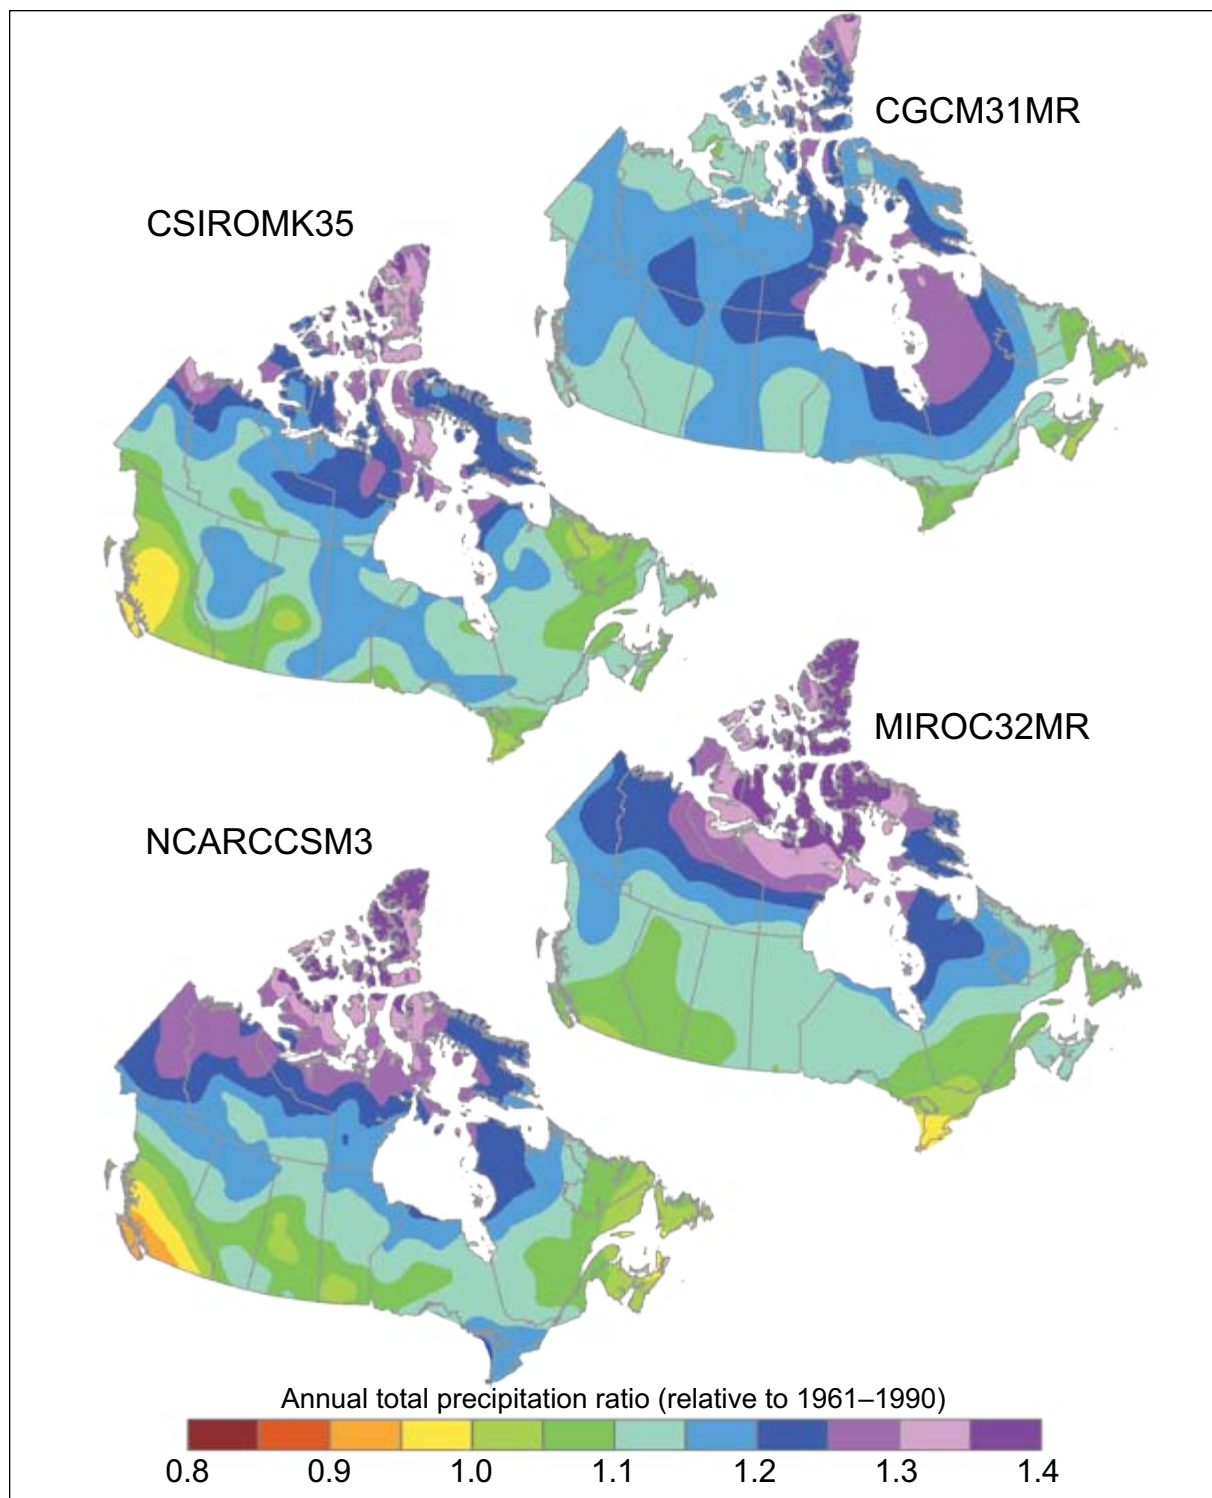 CGCM31MR
CSIROMK35
MIROC32MR
NCARCCSM3
Annual total precipitation ratio (relative to 1961–1990)
0.8 0.9 1.0 1.1 1.2 1.3 1.4